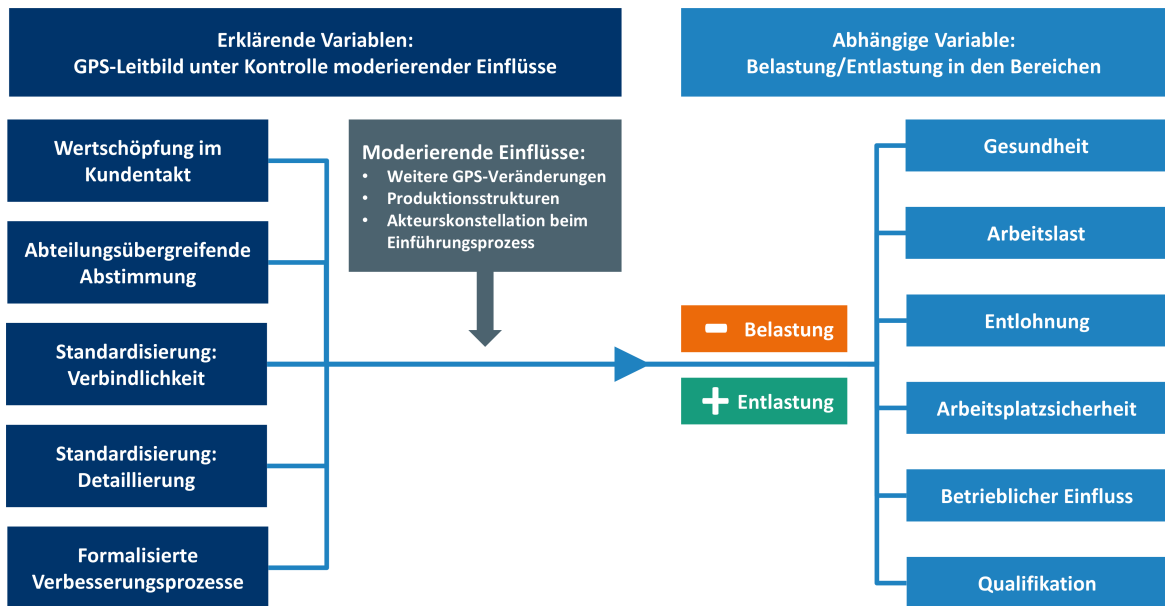 Erklärende Variablen:
GPS-Leitbild unter Kontrolle moderierender Einflüsse
Abhängige Variable:
Belastung/Entlastung in den Bereichen
Wertschöpfung im
Kundentakt
Abteilungsübergreifende
Abstimmung
Standardisierung:
Verbindlichkeit
Standardisierung:
Detaillierung
Formalisierte
Verbesserungsprozesse
Moderierende Einflüsse:
• Weitere GPS-Veränderungen
• Produktionsstrukturen
• Akteurskonstellation beim
Einführungsprozess
- Belastung
+ Entlastung
Gesundheit
Arbeitslast
Entlohnung
Arbeitsplatzsicherheit
Betrieblicher Einfluss
Qualifikation